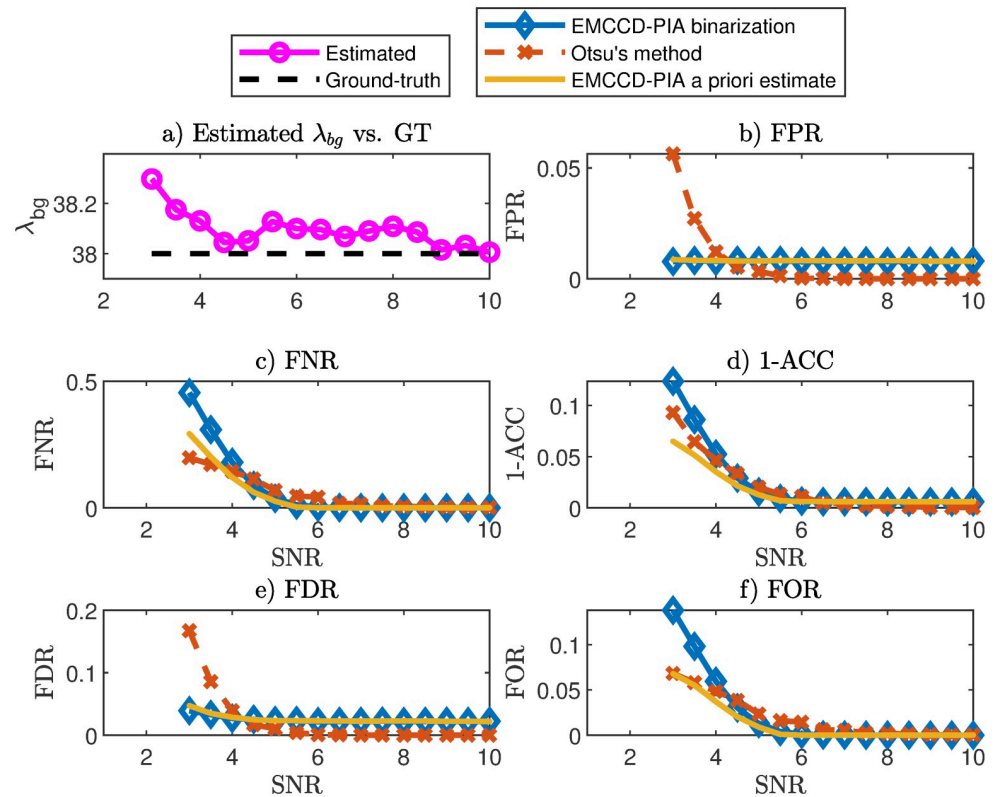 EMCCD-PIA binarization
Estimated
Otsu's method
Ground-truth
EMCCD-PIA a priori estimate
a) Estimated λbg vs. GT
b) FPR
λbg
38.2
38
2 4 6 8 10
FPR
0.05
0
2 4 6 8 10
c) FNR
d) 1-ACC
FNR
0.5
0
2 4 6 8 10
SNR
1-ACC
0.1
0.05
0
2 4 6 8 10
SNR
e) FDR
f) FOR
FDR
0.2
0.1
0
2 4 6 8 10
SNR
FOR
0.1
0.05
0
2 4 6 8 10
SNR